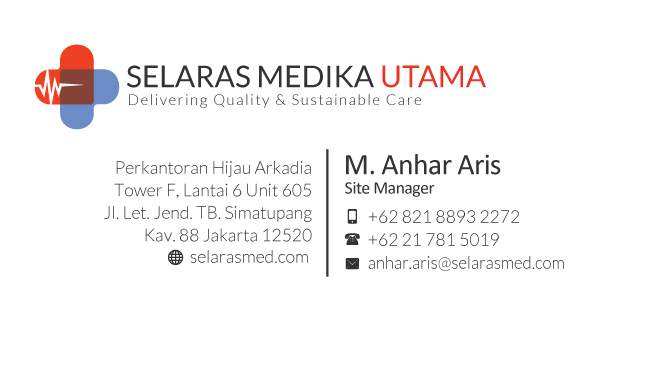 SELARAS MEDIKA UTAMA
Delivering Quality & Sustainable Care
Perkantoran Hijau Arkadia
Tower F, Lantai 6 Unit 605
Jl. Let. Jend. TB. Simatupang
Kav. 88 Jakarta 12520
selarasmed.com
M. Anhar Aris
Site Manager
+62 821 8893 2272
+62 21 781 5019
anhar.aris@selarasmed.com